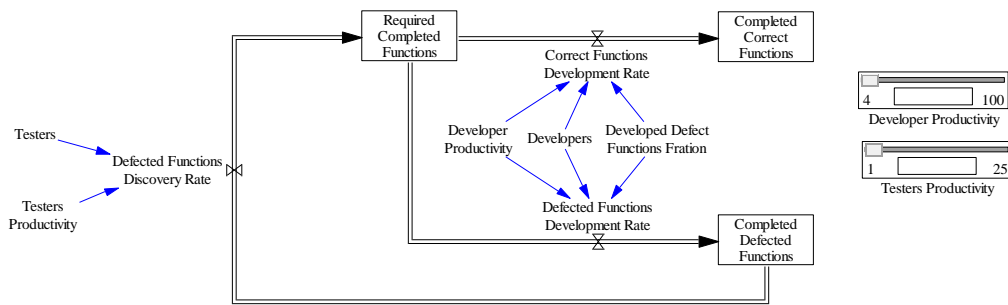 Required
Completed
Functions
Completed
Correct
Functions
Correct Functions
Development Rate
4
100
Developer Productivity
Testers
Developer
Productivity
Developers
Developed Defect
Functions Fration
Defected Functions
Discovery Rate
1
25
Testers Productivity
Testers
Productivity
Defected Functions
Development Rate
Completed
Defected
Functions